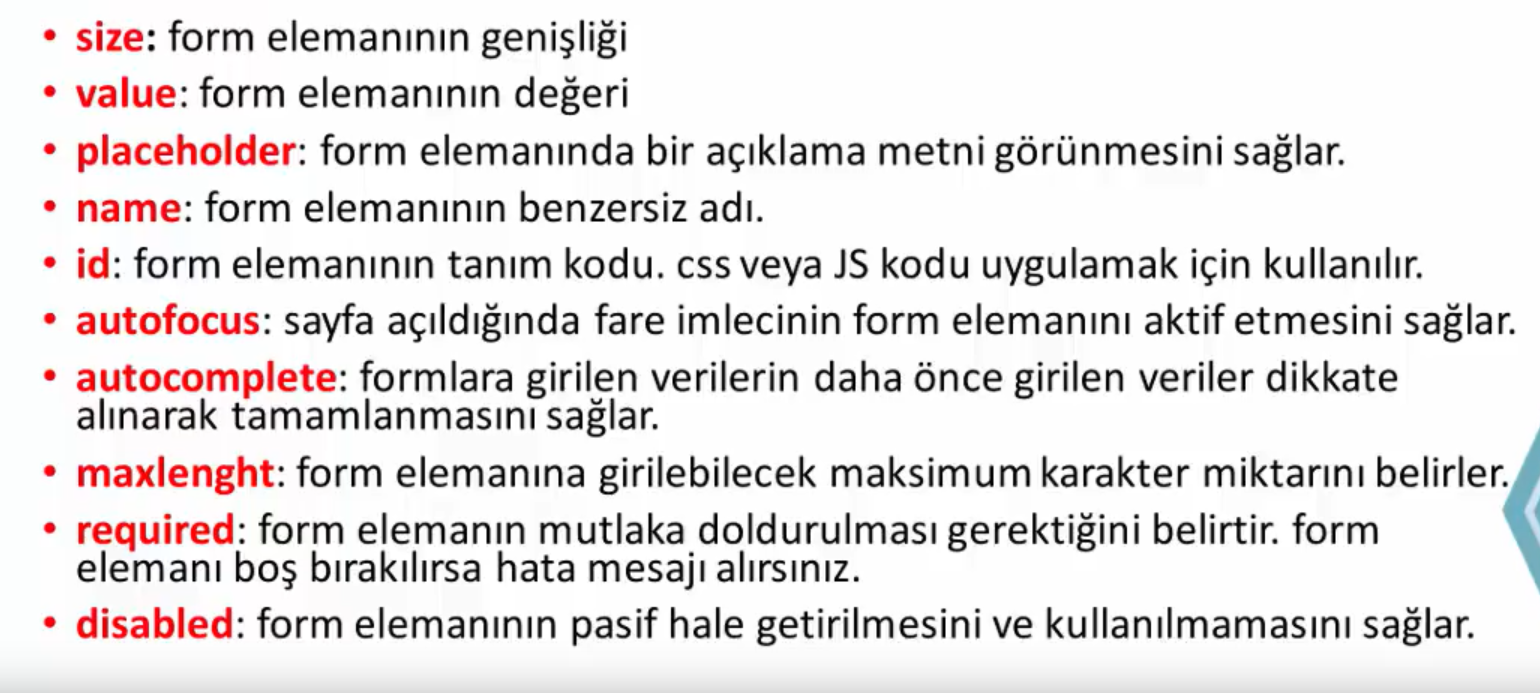 • size: form elemanının genişliği
• value: form elemanının değeri
• placeholder: form elemanında bir açıklama metni görünmesini sağlar.
• name: form elemanının benzersiz adı.
• id: form elemanının tanım kodu. css veya JS kodu uygulamak için kullanılır.
• autofocus: sayfa açıldığında fare imlecinin form elemanını aktif etmesini sağlar.
• autocomplete: formlara girilen verilerin daha önce girilen veriler dikkate
alınarak tamamlanmasını sağlar.
• maxlenght: form elemanına girilebilecek maksimum karakter miktarını belirler.
• required: form elemanın mutlaka doldurulması gerektiğini belirtir. form
elemanı boş bırakılırsa hata mesajı alırsınız.
• disabled: form elemanının pasif hale getirilmesini ve kullanılmamasını sağlar.